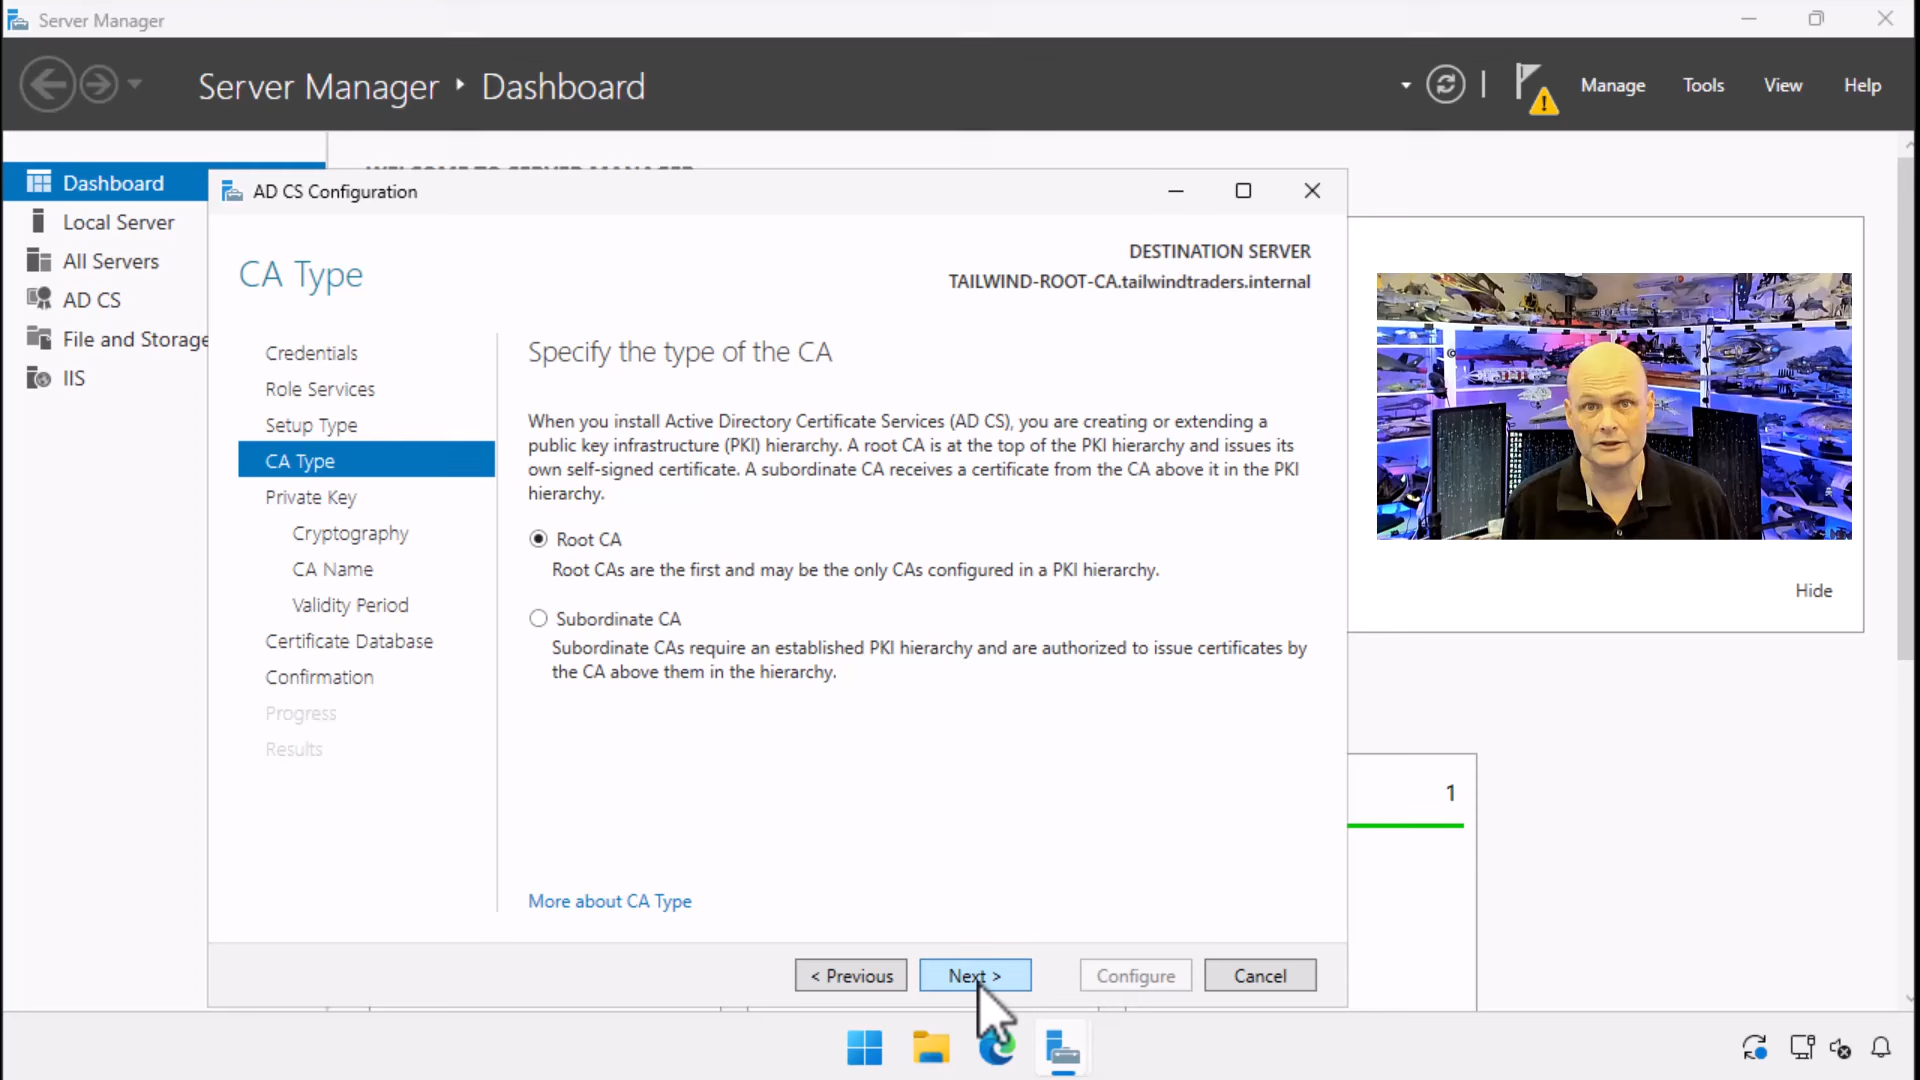 Server Manager
Server Manager
Dashboard
Manage
Tools
View
Help
WELCOME TO SERVER MANAGER
Dashboard
Local Server
All Servers
AD CS
File and Storage
IIS
AD CS Configuration
CA Type
DESTINATION SERVER
TAILWIND-ROOT-CA.tailwindtraders.internal
Credentials
Role Services
Setup Type
CA Type
Private Key
Cryptography
CA Name
Validity Period
Certificate Database
Confirmation
Progress
Results
Specify the type of the CA
When you install Active Directory Certificate Services (AD CS), you are creating or extending a
public key infrastructure (PKI) hierarchy. A root CA is at the top of the PKI hierarchy and issues its
own self-signed certificate. A subordinate CA receives a certificate from the CA above it in the PKI
hierarchy.
Root CA
Root CAs are the first and may be the only CAs configured in a PKI hierarchy.
Subordinate CA
Subordinate CAs require an established PKI hierarchy and are authorized to issue certificates by
the CA above them in the hierarchy.
More about CA Type
< Previous
Next >
Configure
Cancel
Hide
1